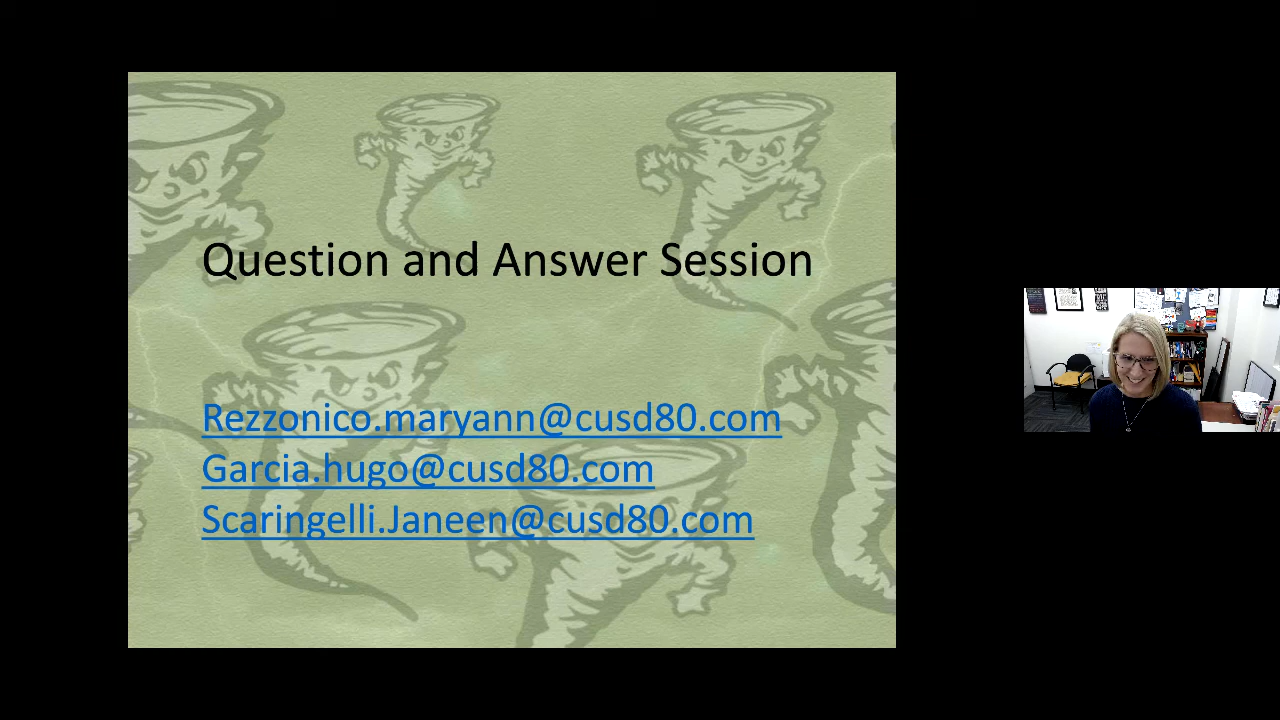 Question and Answer Session
Rezzonico.maryann@cusd80.com
Garcia.hugo@cusd80.com
Scaringelli.Janeen@cusd80.com